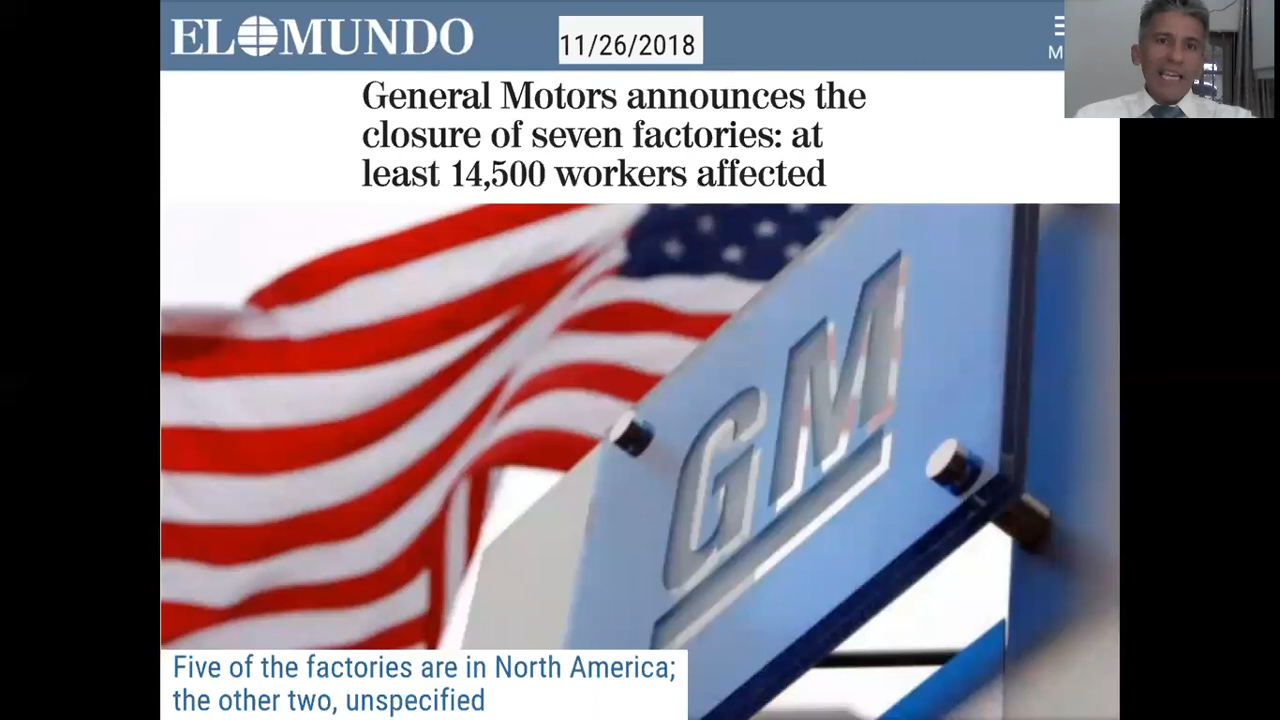 EL MUNDO
11/26/2018
M
General Motors announces the
closure of seven factories: at
least 14,500 workers affected
GM
Five of the factories are in North America;
the other two, unspecified